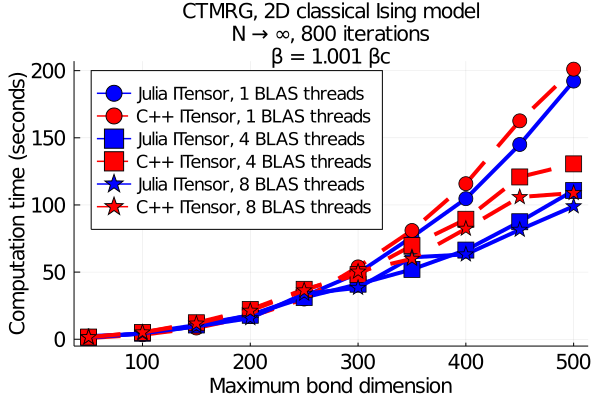 CTMRG, 2D classical Ising model
N → ∞, 800 iterations
β = 1.001 βc
Computation time (seconds)
200
150
100
50
0
Julia ITensor, 1 BLAS threads
C++ ITensor, 1 BLAS threads
Julia ITensor, 4 BLAS threads
C++ ITensor, 4 BLAS threads
Julia ITensor, 8 BLAS threads
C++ ITensor, 8 BLAS threads
100 200 300 400 500
Maximum bond dimension